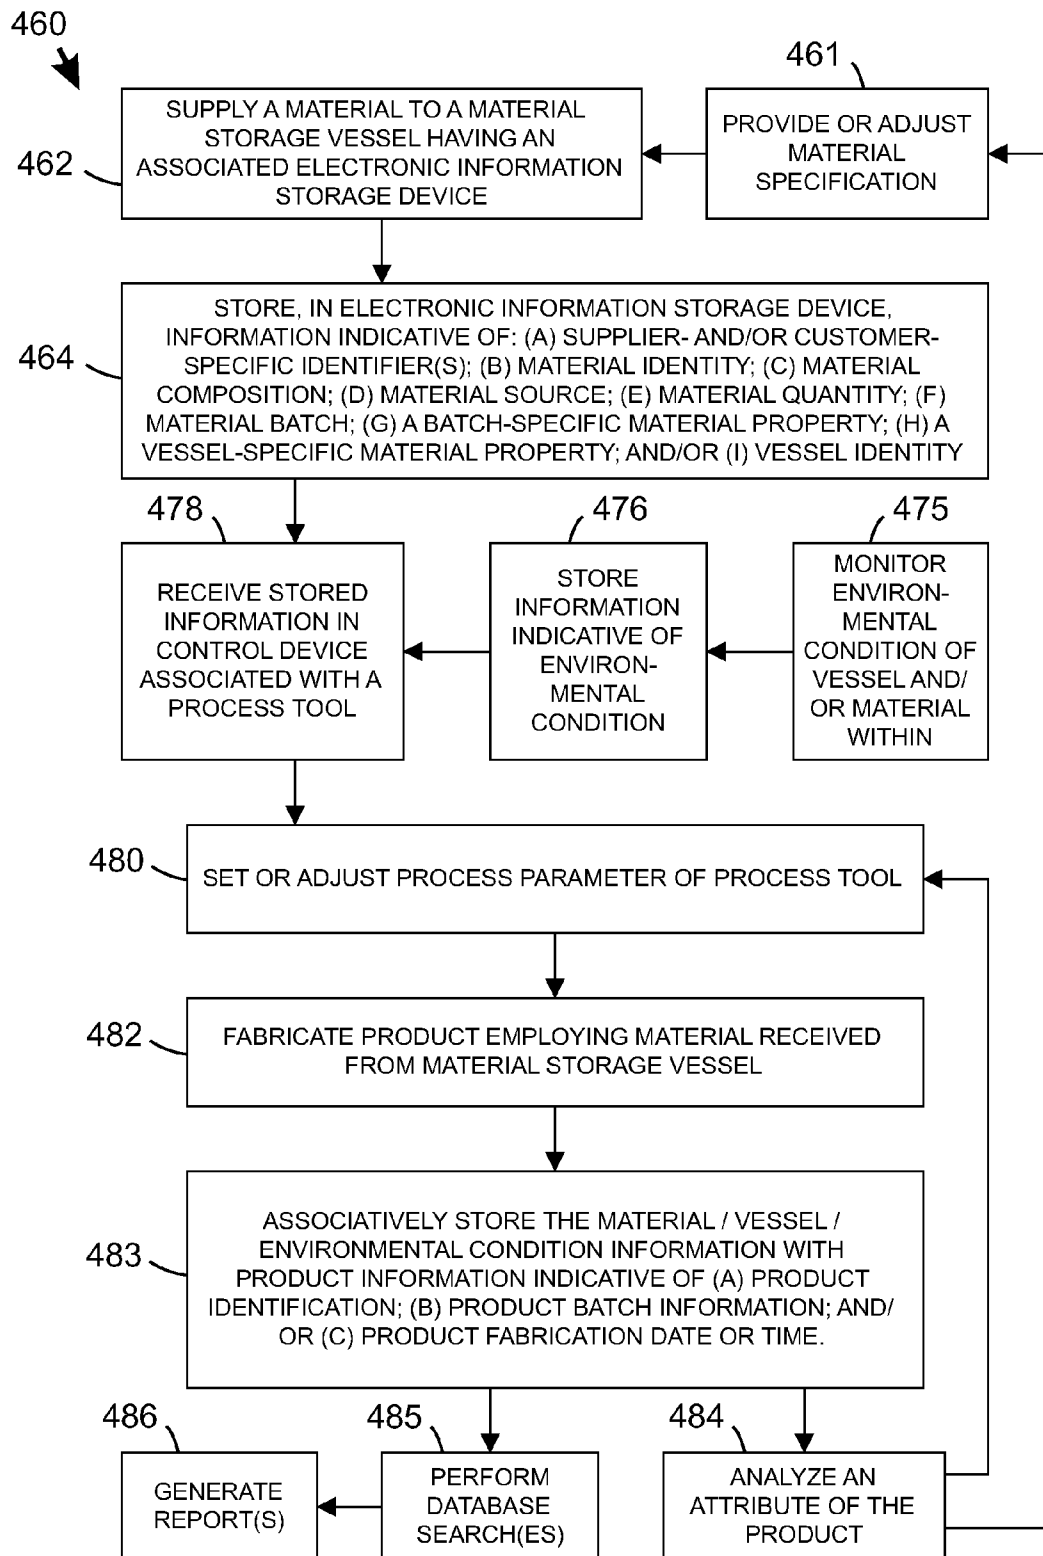 460
461
SUPPLY A MATERIAL TO A MATERIAL
STORAGE VESSEL HAVING AN
ASSOCIATED ELECTRONIC INFORMATION
STORAGE DEVICE
462
PROVIDE OR ADJUST
MATERIAL
SPECIFICATION
STORE, IN ELECTRONIC INFORMATION STORAGE DEVICE,
INFORMATION INDICATIVE OF: (A) SUPPLIER- AND/OR CUSTOMER-
SPECIFIC IDENTIFIER(S); (B) MATERIAL IDENTITY; (C) MATERIAL
COMPOSITION; (D) MATERIAL SOURCE; (E) MATERIAL QUANTITY; (F)
MATERIAL BATCH; (G) A BATCH-SPECIFIC MATERIAL PROPERTY; (H) A
VESSEL-SPECIFIC MATERIAL PROPERTY; AND/OR (I) VESSEL IDENTITY
464
478
476
475
RECEIVE STORED
INFORMATION IN
CONTROL DEVICE
ASSOCIATED WITH A
PROCESS TOOL
STORE
INFORMATION
INDICATIVE OF
ENVIRON-
MENTAL
CONDITION
MONITOR
ENVIRON-
MENTAL
CONDITION OF
VESSEL AND/
OR MATERIAL
WITHIN
480
SET OR ADJUST PROCESS PARAMETER OF PROCESS TOOL
482
FABRICATE PRODUCT EMPLOYING MATERIAL RECEIVED
FROM MATERIAL STORAGE VESSEL
483
ASSOCIATIVELY STORE THE MATERIAL / VESSEL /
ENVIRONMENTAL CONDITION INFORMATION WITH
PRODUCT INFORMATION INDICATIVE OF (A) PRODUCT
IDENTIFICATION; (B) PRODUCT BATCH INFORMATION; AND/
OR (C) PRODUCT FABRICATION DATE OR TIME.
486
485
484
GENERATE
REPORT(S)
PERFORM
DATABASE
SEARCH(ES)
ANALYZE AN
ATTRIBUTE OF THE
PRODUCT